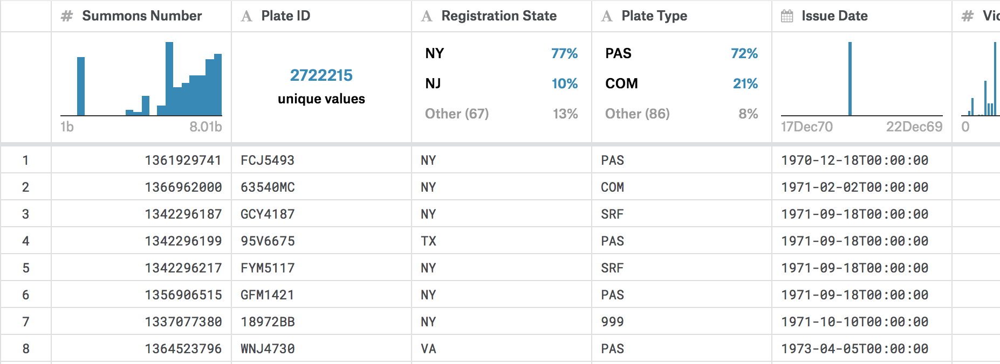 # Summons Number A Plate ID A Registration State A Plate Type Issue Date # Vio
NY 77% PAS 72%
2722215
NJ 10% COM 21%
unique values
Other (67) 13% Other (86) 8%
1b 8.01b 17Dec70 22Dec69 0
1 1361929741 FCJ5493 NY PAS 1970-12-18T00:00:00
2 1366962000 63540MC NY COM 1971-02-02T00:00:00
3 1342296187 GCY4187 NY SRF 1971-09-18T00:00:00
4 1342296199 95V6675 TX PAS 1971-09-18T00:00:00
5 1342296217 FYM5117 NY SRF 1971-09-18T00:00:00
6 1356906515 GFM1421 NY PAS 1971-09-18T00:00:00
7 1337077380 18972BB NY 999 1971-10-10T00:00:00
8 1364523796 WNJ4730 VA PAS 1973-04-05T00:00:00